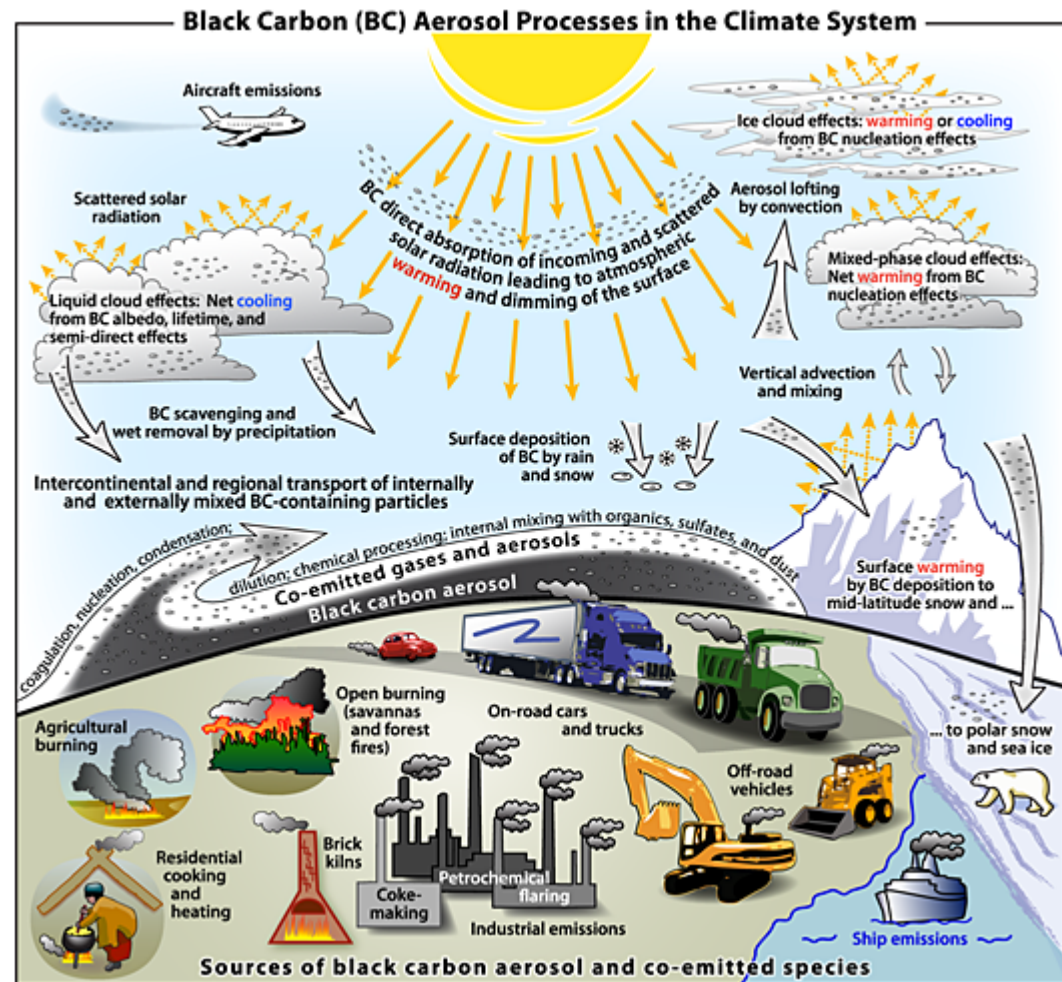 Black Carbon (BC) Aerosol Processes in the Climate System
Aircraft emissions
Ice cloud effects: warming or cooling
from BC nucleation effects
Scattered solar
radiation
BC direct absorption of incoming and scattered
solar radiation leading to atmospheric
warming and dimming of the surface
Aerosol lofting
by convection
Liquid cloud effects: Net cooling
from BC albedo, lifetime, and
semi-direct effects
Mixed-phase cloud effects:
Net warming from BC
nucleation effects
Vertical advection
and mixing
BC scavenging and
wet removal by precipitation
Surface deposition
of BC by rain
and snow
Intercontinental and regional transport of internally
and externally mixed BC-containing particles
coagulation, nucleation, condensation;
dilution; chemical processing; internal mixing with organics, sulfates, and dust
Co-emitted gases and aerosols
Black carbon aerosol
Surface warming
by BC deposition to
mid-latitude snow and ...
... to polar snow
and sea ice
Agricultural
burning
Open burning
(savannas
and forest
fires)
On-road cars
and trucks
Off-road
vehicles
Residential
cooking
and
heating
Brick
kilns
Coke-
making
Petrochemical
flaring
Industrial emissions
Ship emissions
Sources of black carbon aerosol and co-emitted species